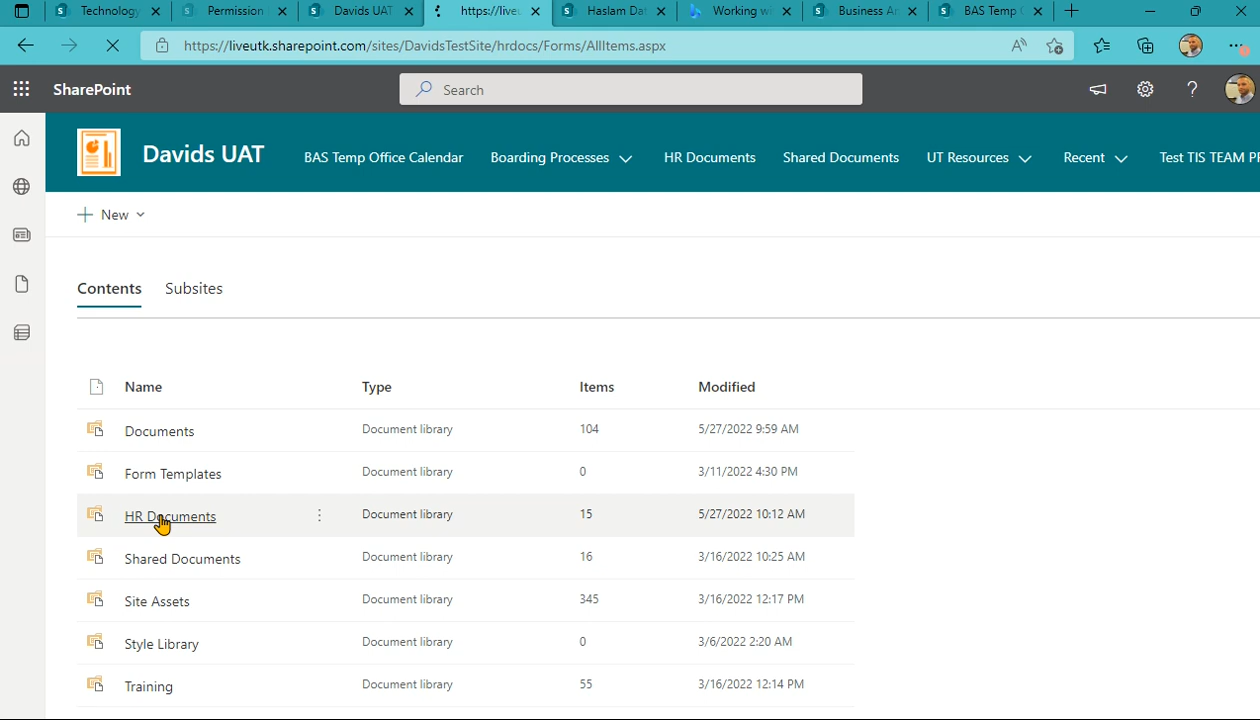 Technology
Permission
Davids UAT
https://live
Haslam Da
Working wi
Business A
BAS Temp
https://liveutk.sharepoint.com/sites/DavidsTestSite/hrdocs/Forms/AllItems.aspx
SharePoint
Search
Davids UAT
BAS Temp Office Calendar
Boarding Processes
HR Documents
Shared Documents
UT Resources
Recent
Test TIS TEAM
New
Contents Subsites
Name Type Items Modified
Documents Document library 104 5/27/2022 9:59 AM
Form Templates Document library 0 3/11/2022 4:30 PM
HR Documents Document library 15 5/27/2022 10:12 AM
Shared Documents Document library 16 3/16/2022 10:25 AM
Site Assets Document library 345 3/16/2022 12:17 PM
Style Library Document library 0 3/6/2022 2:20 AM
Training Document library 55 3/16/2022 12:14 PM